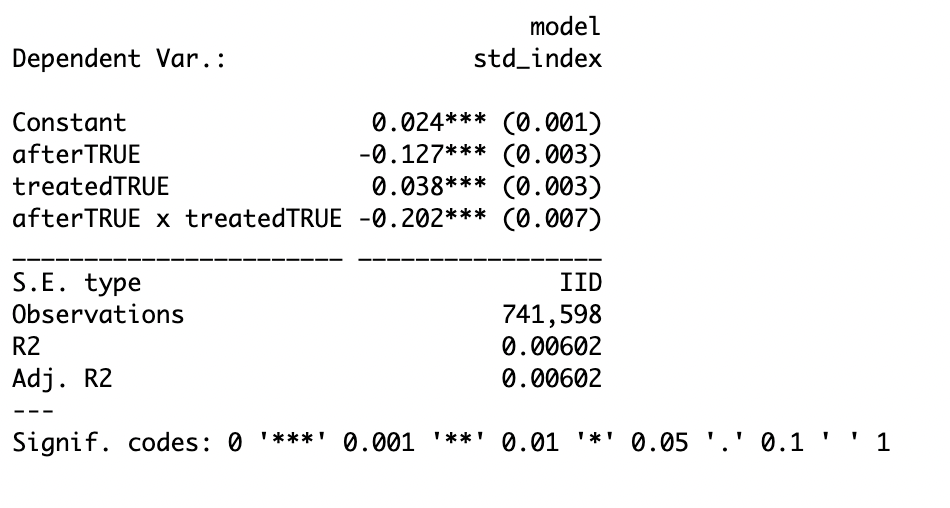 model
Dependent Var.: std_index
Constant 0.024*** (0.001)
afterTRUE -0.127*** (0.003)
treatedTRUE 0.038*** (0.003)
afterTRUE x treatedTRUE -0.202*** (0.007)
_______________________ _________________
S.E. type IID
Observations 741,598
R2 0.00602
Adj. R2 0.00602
---
Signif. codes: 0 '***' 0.001 '**' 0.01 '*' 0.05 '.' 0.1 ' ' 1